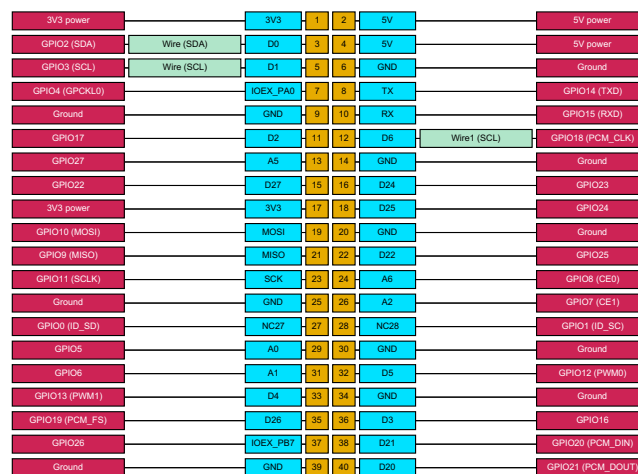 3V3 power 3V3 1 2 5V 5V power
GPIO2 (SDA) Wire (SDA) D0 3 4 5V 5V power
GPIO3 (SCL) Wire (SCL) D1 5 6 GND Ground
GPIO4 (GPCKL0) IOEX_PA0 7 8 TX GPIO14 (TXD)
Ground GND 9 10 RX GPIO15 (RXD)
GPIO17 D2 11 12 D6 Wire1 (SCL) GPIO18 (PCM_CLK)
GPIO27 A5 13 14 GND Ground
GPIO22 D27 15 16 D24 GPIO23
3V3 power 3V3 17 18 D25 GPIO24
GPIO10 (MOSI) MOSI 19 20 GND Ground
GPIO9 (MISO) MISO 21 22 D22 GPIO25
GPIO11 (SCLK) SCK 23 24 A6 GPIO8 (CE0)
Ground GND 25 26 A2 GPIO7 (CE1)
GPIO0 (ID_SD) NC27 27 28 NC28 GPIO1 (ID_SC)
GPIO5 A0 29 30 GND Ground
GPIO6 A1 31 32 D5 GPIO12 (PWM0)
GPIO13 (PWM1) D4 33 34 GND Ground
GPIO19 (PCM_FS) D26 35 36 D3 GPIO16
GPIO26 IOEX_PB7 37 38 D21 GPIO20 (PCM_DIN)
Ground GND 39 40 D20 GPIO21 (PCM_DOUT)